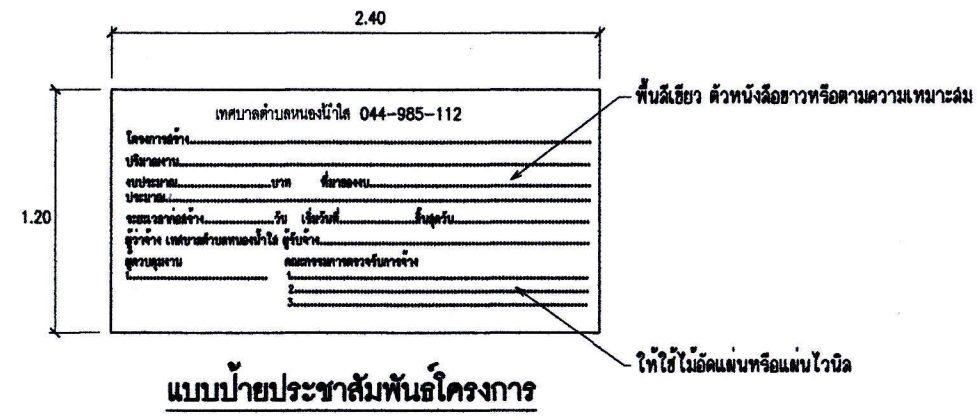 2.40
พื้นสีเขียว ตัวหนังสือขาวหรือตามความเหมาะสม
1.20
เทศบาลตำบลหนองน้ำใส 044-985-112
โครงการสร้าง
ปริมาณงาน
งบประมาณ บาท ที่มาของงบ
ประมาณ
ระยะเวลาก่อสร้าง วัน เริ่มวันที่ สิ้นสุดวัน
ผู้ว่าจ้าง เทศบาลตำบลหนองน้ำใส ผู้รับจ้าง
ผู้ควบคุมงาน คณะกรรมการตรวจรับการจ้าง
1. 1.
2.
3.
ให้ใช้ไม้อัดแผ่นหรือแผ่นไวนิล
แบบป้ายประชาสัมพันธ์โครงการ